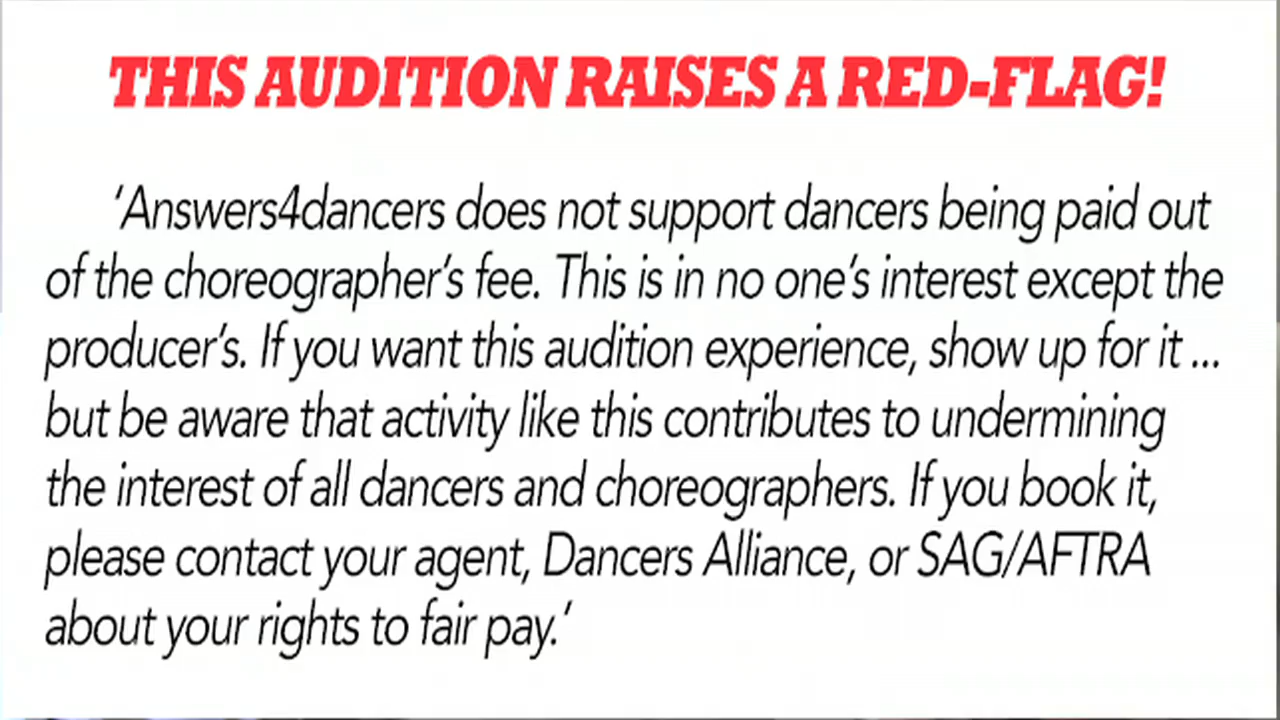 THIS AUDITION RAISES A RED-FLAG!
'Answers4dancers does not support dancers being paid out
of the choreographer's fee. This is in no one's interest except the
producer's. If you want this audition experience, show up for it ...
but be aware that activity like this contributes to undermining
the interest of all dancers and choreographers. If you book it,
please contact your agent, Dancers Alliance, or SAG/AFTRA
about your rights to fair pay.'